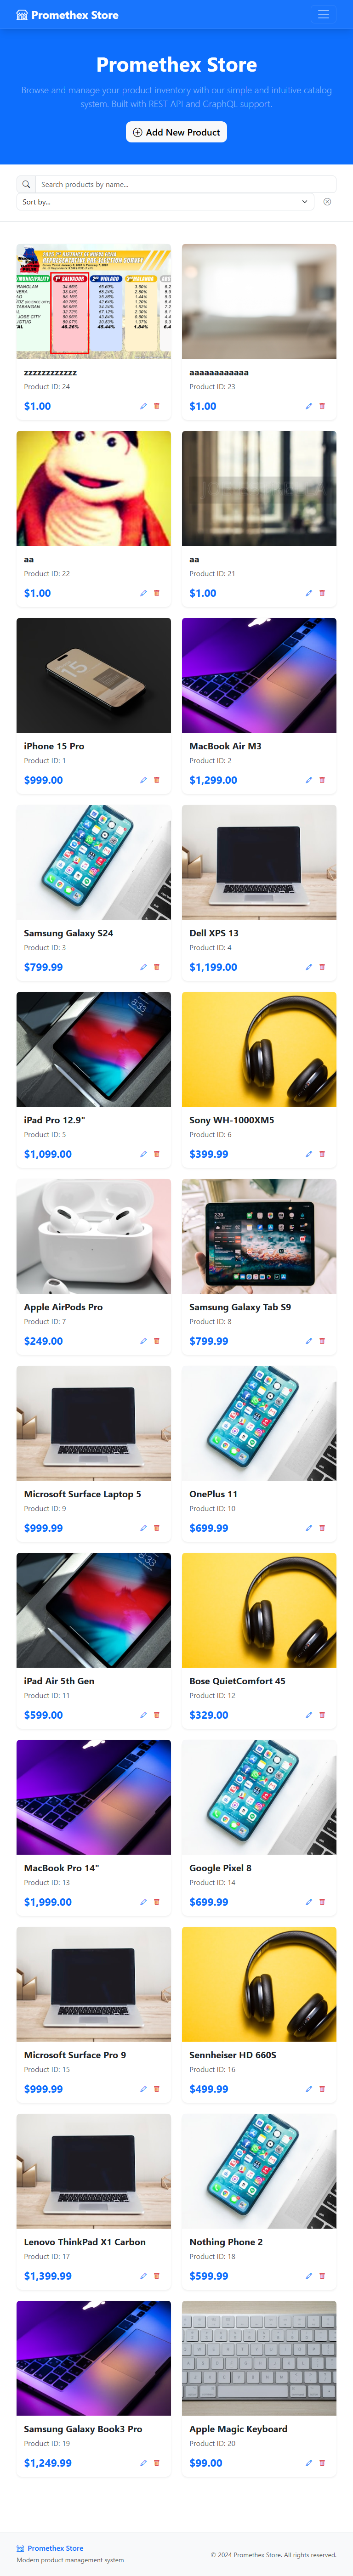 Promethex Store
Promethex Store
Browse and manage your product inventory with our simple and intuitive catalog
system. Built with REST API and GraphQL support.
Add New Product
Search products by name...
Sort by...
zzzzzzzzzzzz
Product ID: 24
$1.00
aaaaaaaaaaaa
Product ID: 23
$1.00
aa
Product ID: 22
$1.00
aa
Product ID: 21
$1.00
iPhone 15 Pro
Product ID: 1
$999.00
MacBook Air M3
Product ID: 2
$1,299.00
Samsung Galaxy S24
Product ID: 3
$799.99
Dell XPS 13
Product ID: 4
$1,199.00
iPad Pro 12.9"
Product ID: 5
$1,099.00
Sony WH-1000XM5
Product ID: 6
$399.99
Apple AirPods Pro
Product ID: 7
$249.00
Samsung Galaxy Tab S9
Product ID: 8
$799.99
Microsoft Surface Laptop 5
Product ID: 9
$999.99
OnePlus 11
Product ID: 10
$699.99
iPad Air 5th Gen
Product ID: 11
$599.00
Bose QuietComfort 45
Product ID: 12
$329.00
MacBook Pro 14"
Product ID: 13
$1,999.00
Google Pixel 8
Product ID: 14
$699.99
Microsoft Surface Pro 9
Product ID: 15
$999.99
Sennheiser HD 660S
Product ID: 16
$499.99
Lenovo ThinkPad X1 Carbon
Product ID: 17
$1,399.99
Nothing Phone 2
Product ID: 18
$599.99
Samsung Galaxy Book3 Pro
Product ID: 19
$1,249.99
Apple Magic Keyboard
Product ID: 20
$99.00
Promethex Store
Modern product management system
© 2024 Promethex Store. All rights reserved.